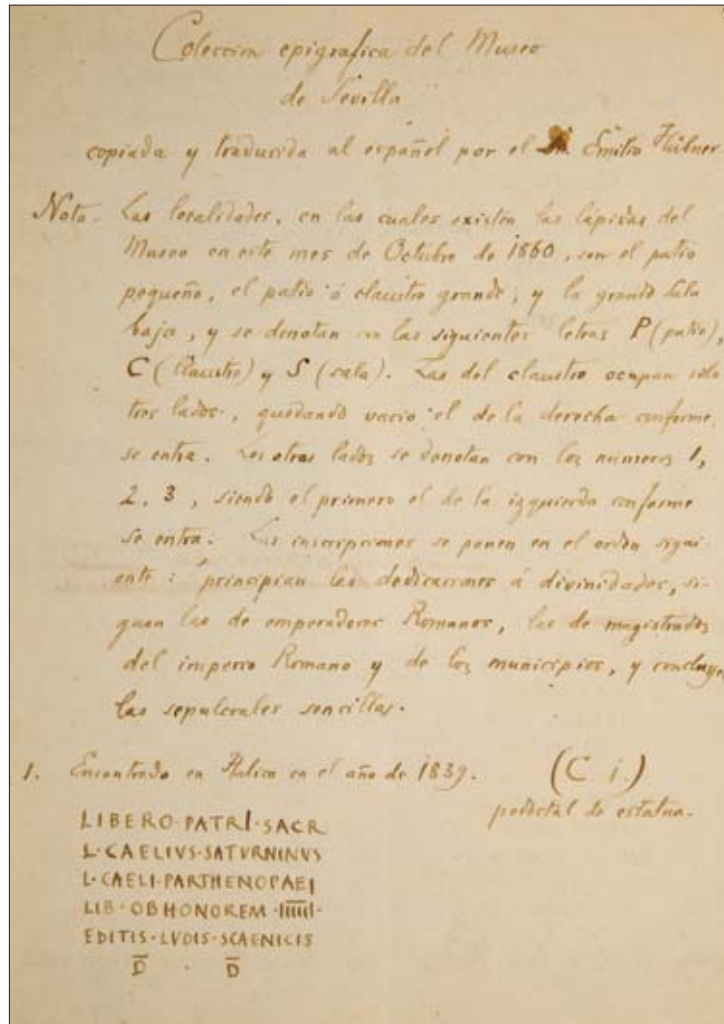 Coleccion epigrafica del Museo
de Sevilla
copiada y traducida al español por el Emilio Hübner
Nota. Las localidades, en las cuales existen las lápidas del
Museo en este mes de Octubre de 1860, son el patio
pequeño, el patio ó claustro grande, y la grande sala
baja, y se denotan con las siguientes letras P (patio),
C (Claustro) y S (sala). Las del claustro ocupan solo
tres lados, quedando vacio el de la derecha conforme
se entra. Los otros lados se denotan con los numeros 1,
2, 3, siendo el primero el de la izquierda conforme
se entra. Las inscripciones se ponen en el orden sigui-
ente: principian las dedicaciones á divinidades, si-
guen las de emperadores Romanos, las de magistrados
del imperio Romano y de los municipios, y concluyen
las sepulcrales sencillas.
1. Encontrado en Italica en el año de 1839. (C 1.)
pedestal de estatua.
LIBERO·PATRI·SACR
L·CAELIVS·SATVRNINVS
L·CAELI·PARTHENOPAEI
LIB·OBHONOREM·IIIIII·
EDITIS·LVDIS·SCAENICIS
D · D